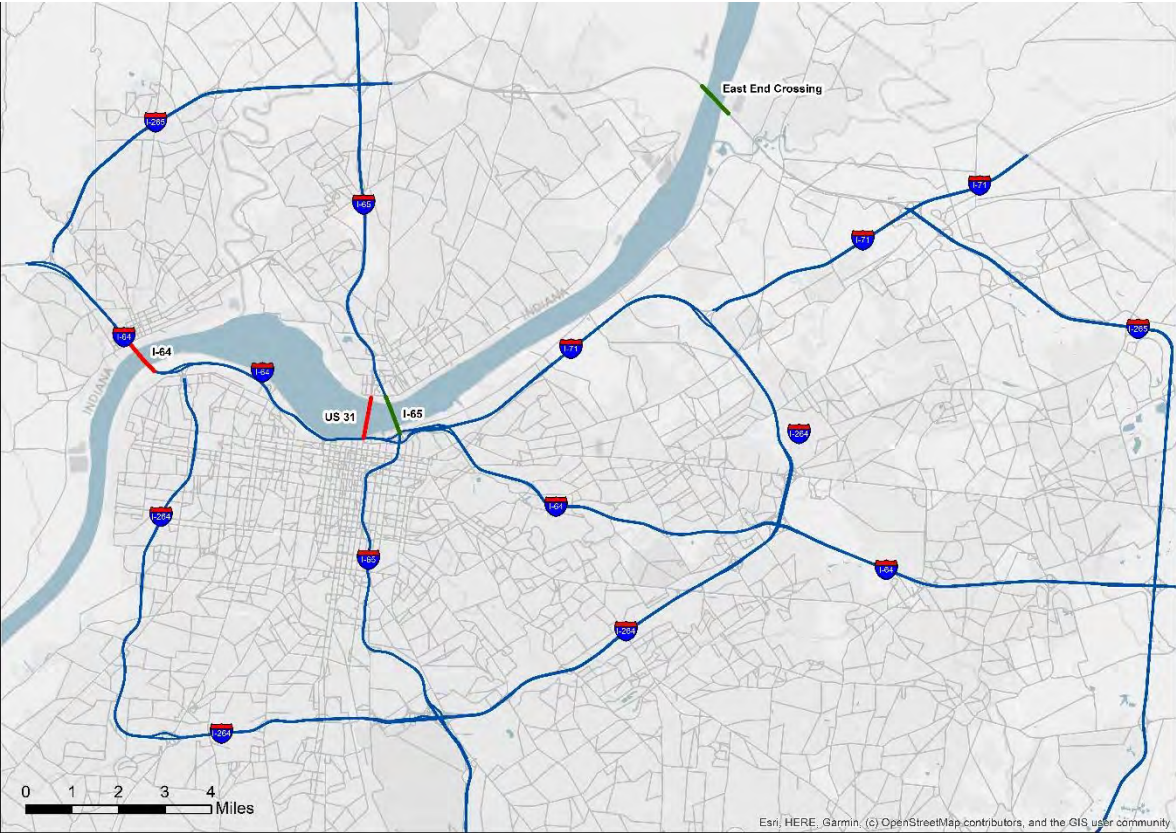 East End Crossing
I-265
I-71
I-65
I-71
INDIANA
I-265
I-64
I-64
I-71
I-64
INDIANA
US 31
I-65
I-264
I-264
I-64
I-65
I-64
I-264
I-264
0 1 2 3 4
Miles
Esri, HERE, Garmin, (c) OpenStreetMap contributors, and the GIS user community